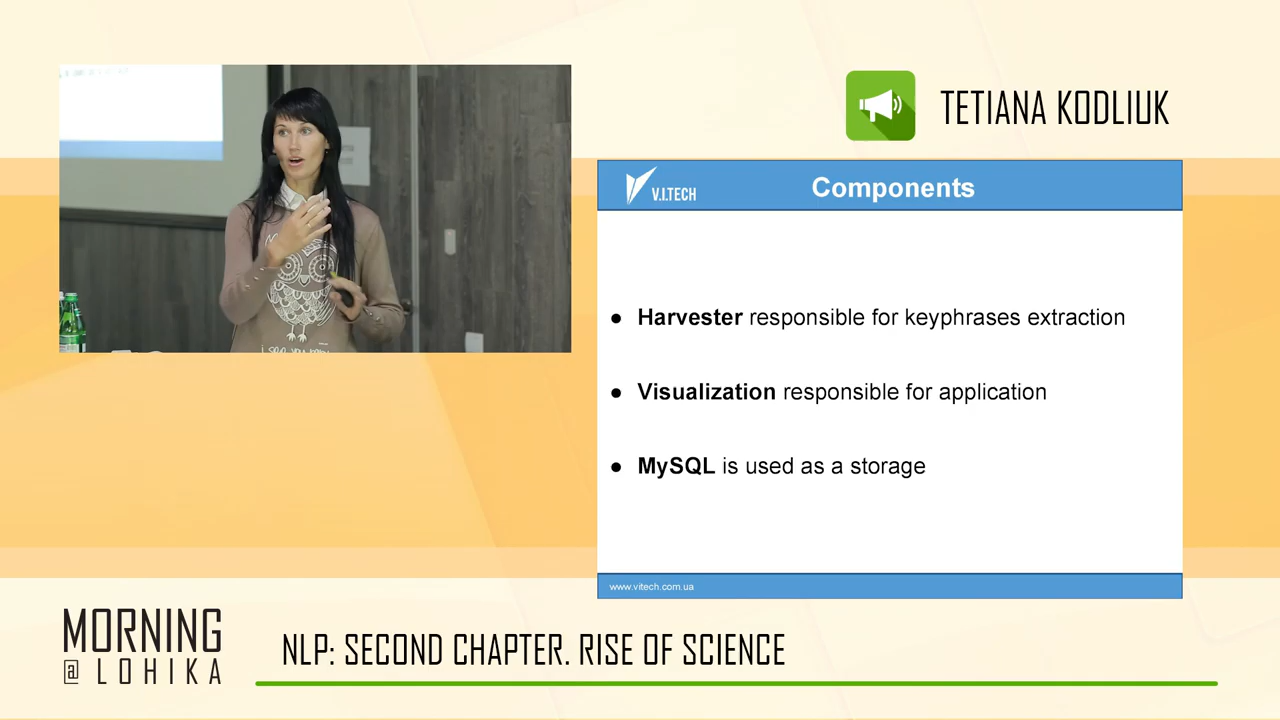 TETIANA KODLIUK
V.I.TECH
Components
● Harvester responsible for keyphrases extraction
● Visualization responsible for application
● MySQL is used as a storage
www.vitech.com.ua
MORNING
@ LOHIKA
NLP: SECOND CHAPTER. RISE OF SCIENCE